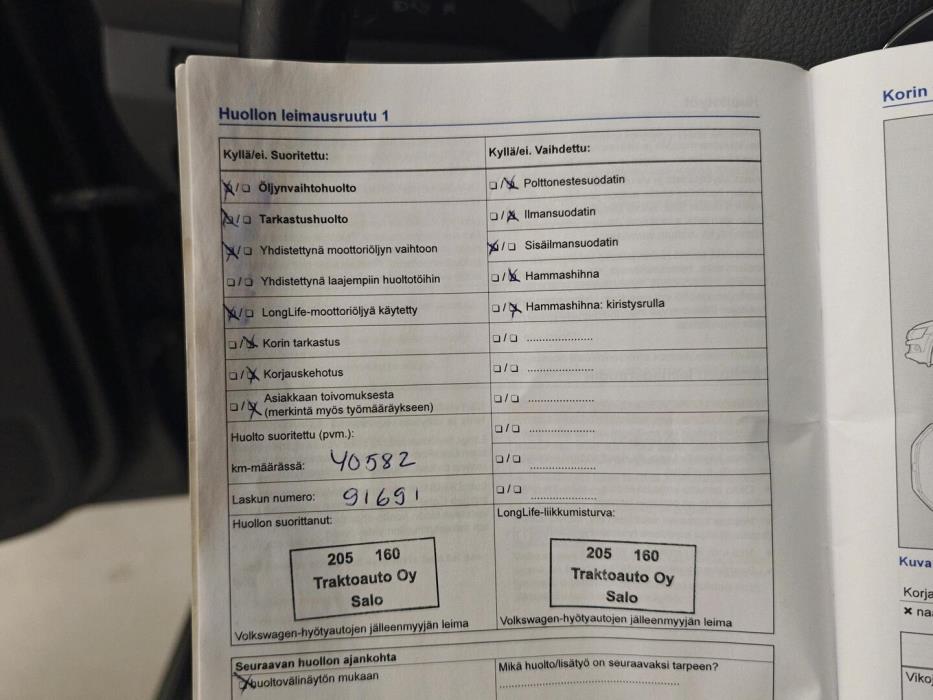 Huollon leimausruutu 1
Kyllä/ei. Suoritettu:
Öljynvaihtohuolto
Tarkastushuolto
Yhdistettynä moottoriöljyn vaihtoon
Yhdistettynä laajempiin huoltotöihin
LongLife-moottoriöljyä käytetty
Korin tarkastus
Korjauskehotus
Asiakkaan toivomuksesta
(merkintä myös työmääräykseen)
Huolto suoritettu (pvm.):
km-määrässä: 40582
Laskun numero: 91691
Huollon suorittanut:
205 160
Traktoauto Oy
Salo
Volkswagen-hyötyautojen jälleenmyyjän leima
Kyllä/ei. Vaihdettu:
Polttonestesuodatin
Ilmansuodatin
Sisäilmansuodatin
Hammashihna
Hammashihna: kiristysrulla
LongLife-liikkumisturva:
205 160
Traktoauto Oy
Salo
Volkswagen-hyötyautojen jälleenmyyjän leima
Seuraavan huollon ajankohta
huoltovälinäytön mukaan
Mikä huolto/lisätyö on seuraavaksi tarpeen?
Korin
Kuva
Korja
× na
Vikoj